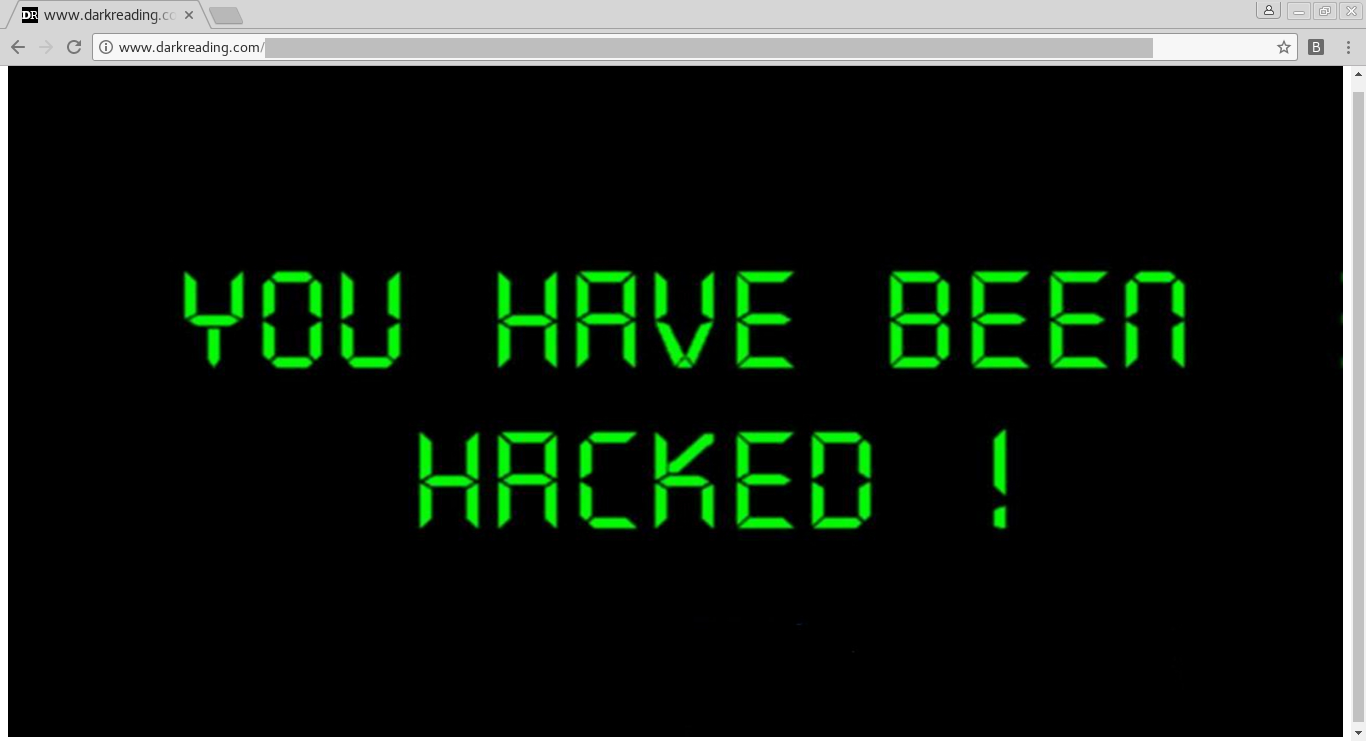 DR www.darkreading.co
www.darkreading.com/
B
YOU HAVE BEEN
HACKED !